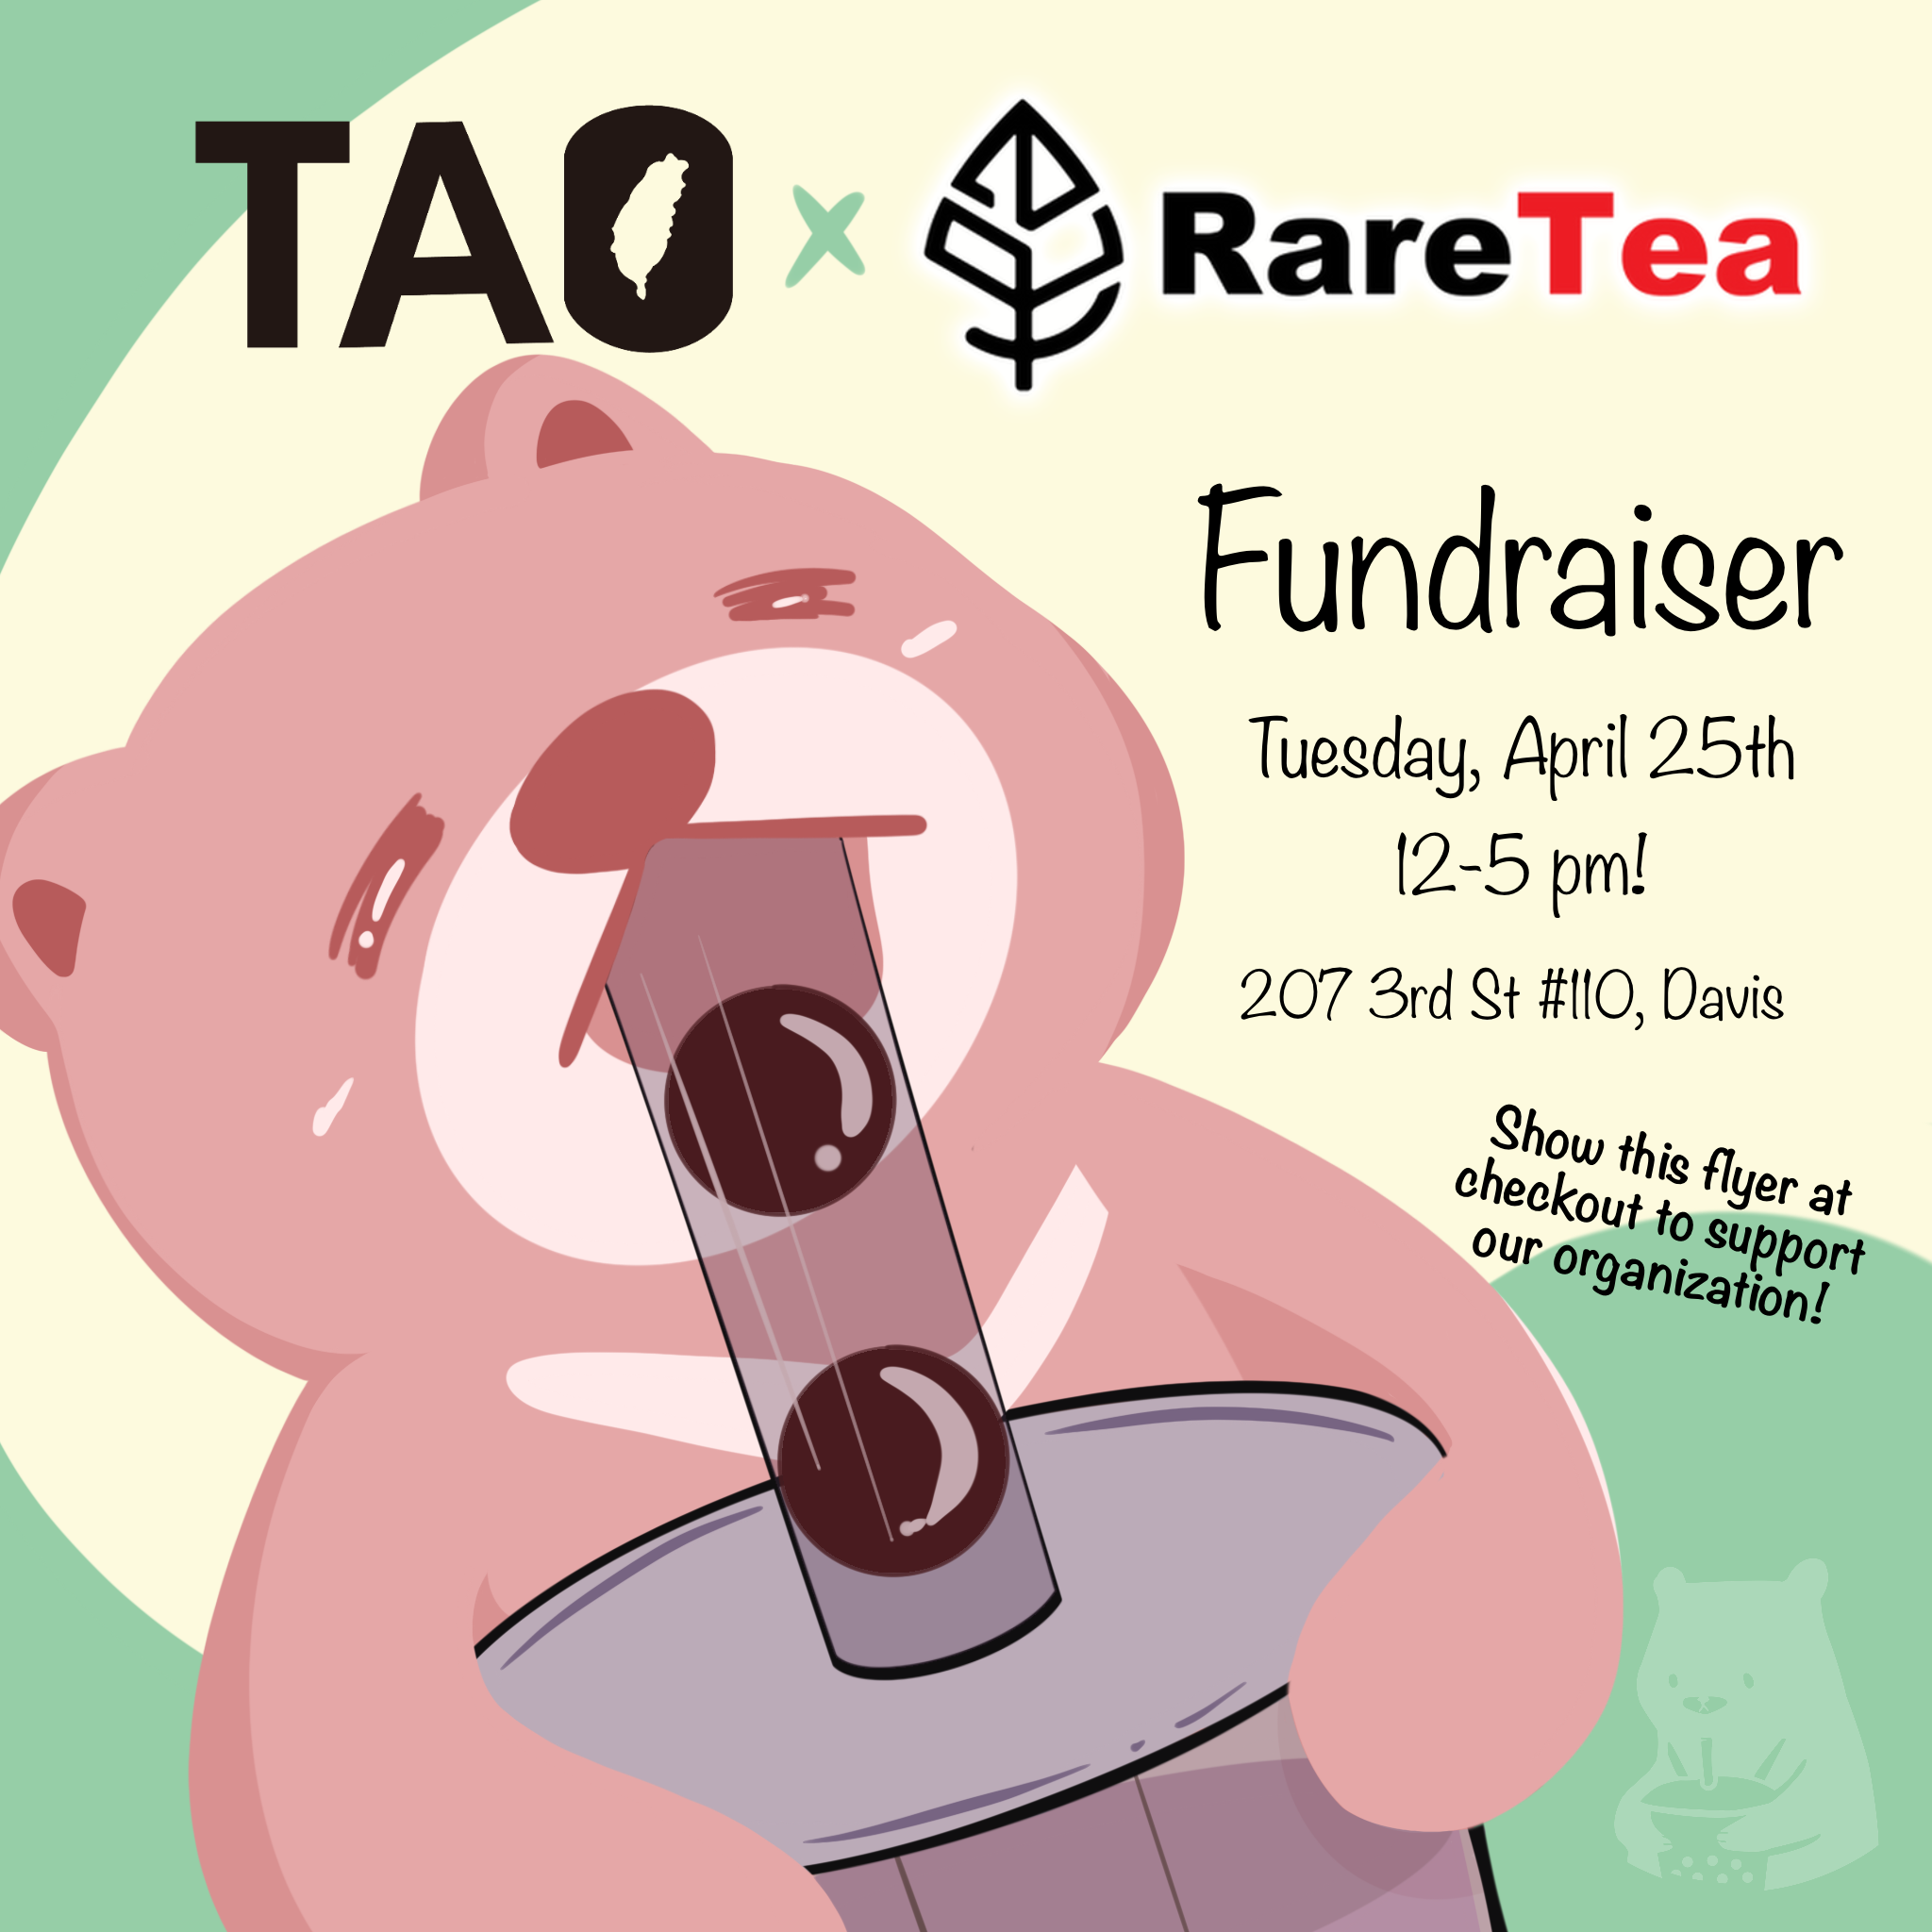 TAO x RareTea
Fundraiser
Tuesday, April 25th
12-5 pm!
207 3rd St #110, Davis
Show this flyer at
checkout to support
our organization!